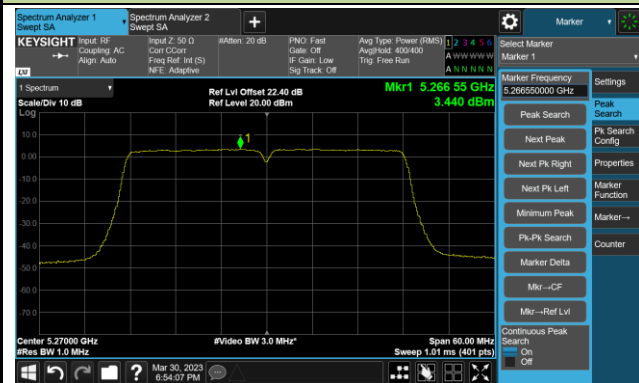 Spectrum Analyzer 1
Swept SA
Spectrum Analyzer 2
Swept SA
+
Marker
KEYSIGHT
Input: RF
Coupling: AC
Align: Auto
Input Z: 50 Ω
Corr CCorr
Freq Ref: Int (S)
NFE: Adaptive
#Atten: 20 dB
PNO: Fast
Gate: Off
IF Gain: Low
Sig Track: Off
Avg Type: Power (RMS)
Avg|Hold: 400/400
Trig: Free Run
1 2 3 4 5 6
A W W W W W
A N N N N N
LXI
Select Marker
Marker 1
1 Spectrum
Scale/Div 10 dB
Log
Ref Lvl Offset 22.40 dB
Ref Level 20.00 dBm
Mkr1 5.266 55 GHz
3.440 dBm
1
10.0
0.00
-10.0
-20.0
-30.0
-40.0
-50.0
-60.0
-70.0
Center 5.27000 GHz
#Res BW 1.0 MHz
#Video BW 3.0 MHz*
Span 60.00 MHz
Sweep 1.01 ms (401 pts)
Marker Frequency
5.266550000 GHz
Peak Search
Next Peak
Next Pk Right
Next Pk Left
Minimum Peak
Pk-Pk Search
Marker Delta
Mkr→CF
Mkr→Ref Lvl
Continuous Peak
Search
On
Off
Settings
Peak
Search
Pk Search
Config
Properties
Marker
Function
Marker→
Counter
?
Mar 30, 2023
6:54:07 PM